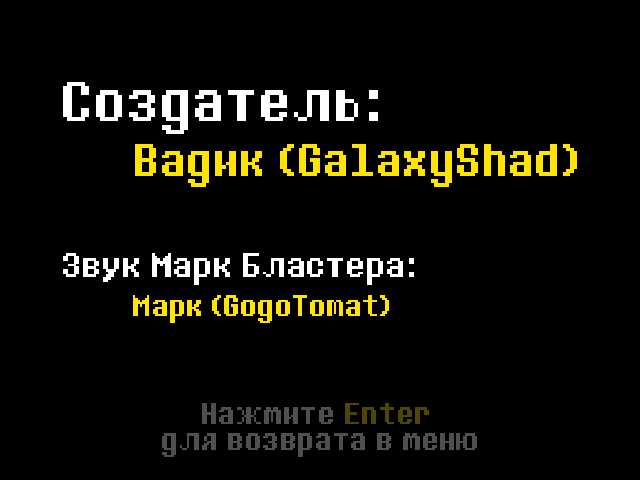 Создатель:
Вадик (GalaxyShad)
Звук Марк Бластера:
Марк (GogoTomat)
Нажмите Enter
для возврата в меню